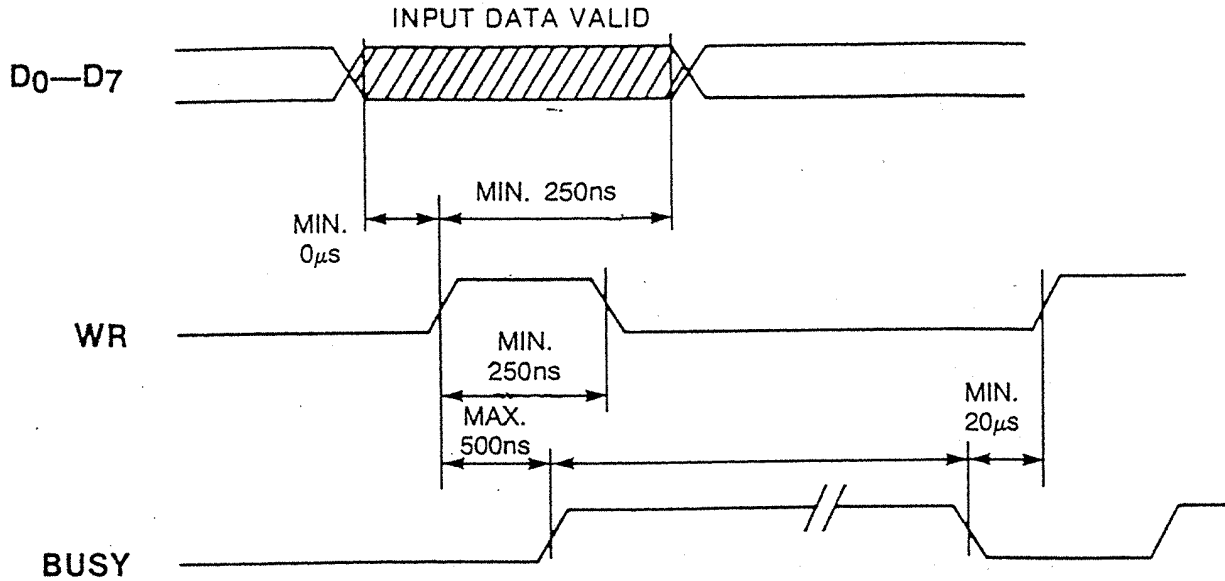 INPUT DATA VALID
D0—D7
MIN. 250ns
MIN.
0µs
WR
MIN.
250ns
MAX.
500ns
MIN.
20µs
BUSY